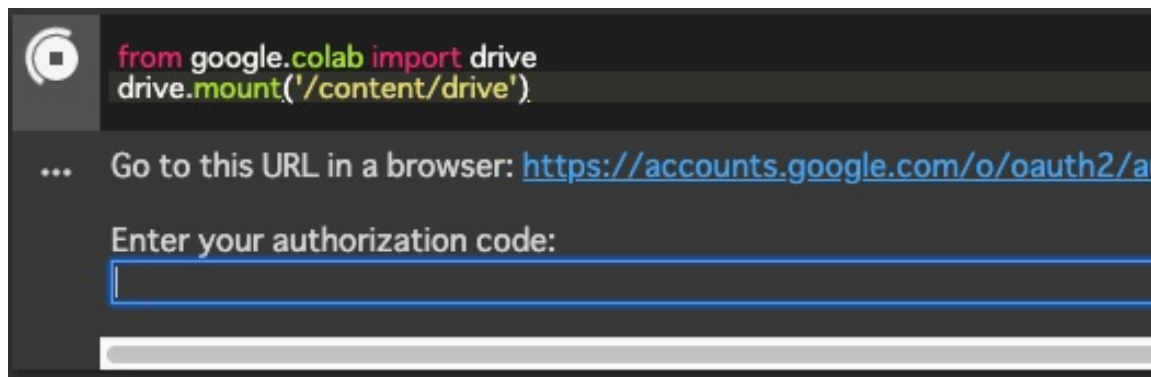 from google.colab import drive
drive.mount('/content/drive')
... Go to this URL in a browser: https://accounts.google.com/o/oauth2/a
Enter your authorization code: